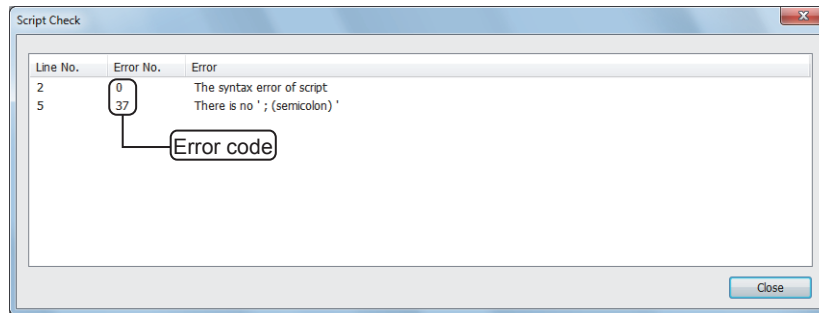 Script Check
Line No. Error No. Error
2 0 The syntax error of script
5 37 There is no ' ; (semicolon) '
Error code
Close